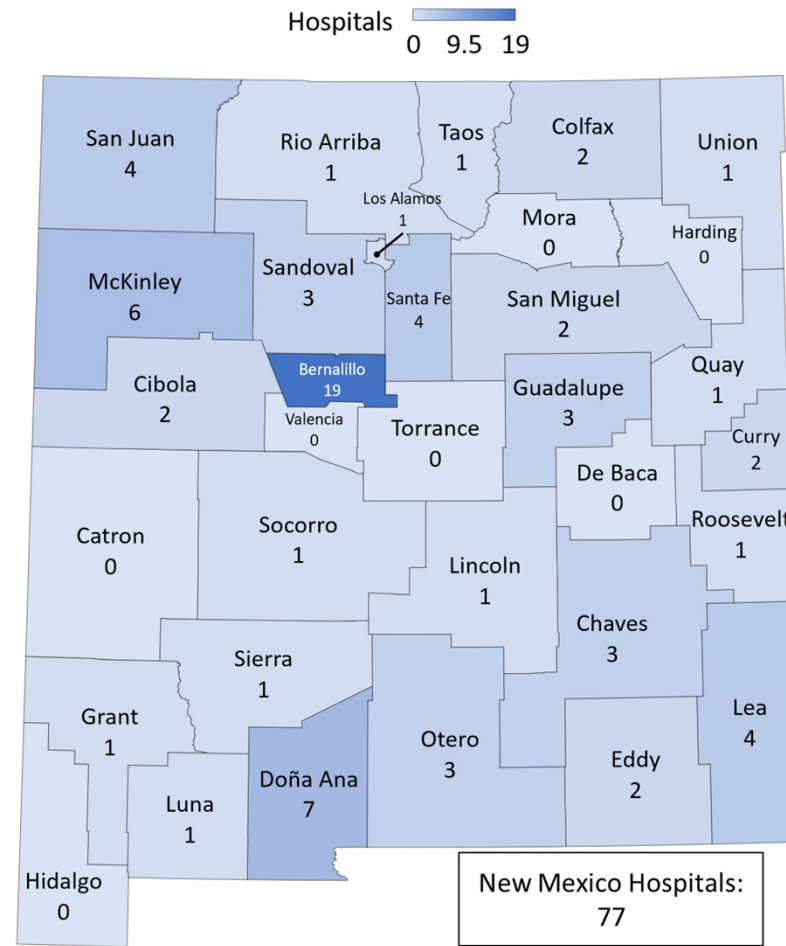 Hospitals
0 9.5 19
San Juan
4
Rio Arriba
1
Taos
1
Colfax
2
Union
1
Los Alamos
1
Mora
0
Harding
0
McKinley
6
Sandoval
3
Santa Fe
4
San Miguel
2
Cibola
2
Bernalillo
19
Valencia
0
Torrance
0
Guadalupe
3
Quay
1
Curry
2
De Baca
0
Roosevelt
1
Catron
0
Socorro
1
Lincoln
1
Chaves
3
Sierra
1
Grant
1
Luna
1
Doña Ana
7
Otero
3
Eddy
2
Lea
4
Hidalgo
0
New Mexico Hospitals:
77